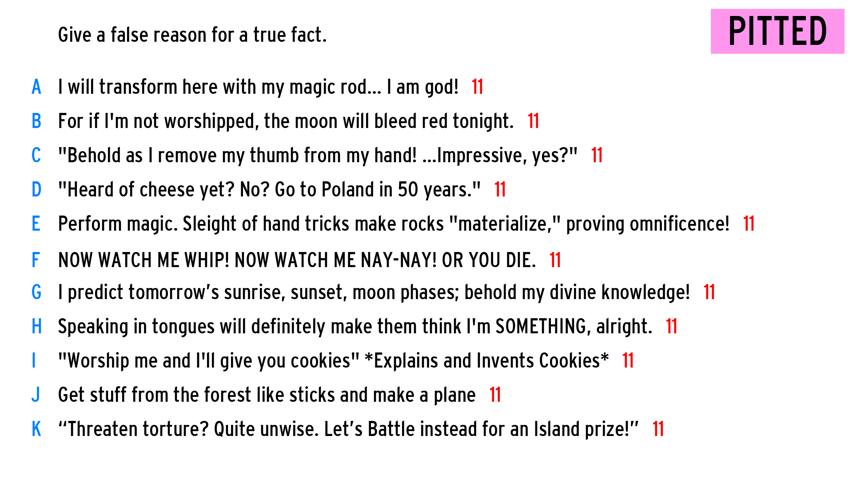 Give a false reason for a true fact.
PITTED
A I will transform here with my magic rod... I am god! 11
B For if I'm not worshipped, the moon will bleed red tonight. 11
C "Behold as I remove my thumb from my hand! ...Impressive, yes?" 11
D "Heard of cheese yet? No? Go to Poland in 50 years." 11
E Perform magic. Sleight of hand tricks make rocks "materialize," proving omnificence! 11
F NOW WATCH ME WHIP! NOW WATCH ME NAY-NAY! OR YOU DIE. 11
G I predict tomorrow’s sunrise, sunset, moon phases; behold my divine knowledge! 11
H Speaking in tongues will definitely make them think I'm SOMETHING, alright. 11
I "Worship me and I'll give you cookies" *Explains and Invents Cookies* 11
J Get stuff from the forest like sticks and make a plane 11
K “Threaten torture? Quite unwise. Let’s Battle instead for an Island prize!” 11